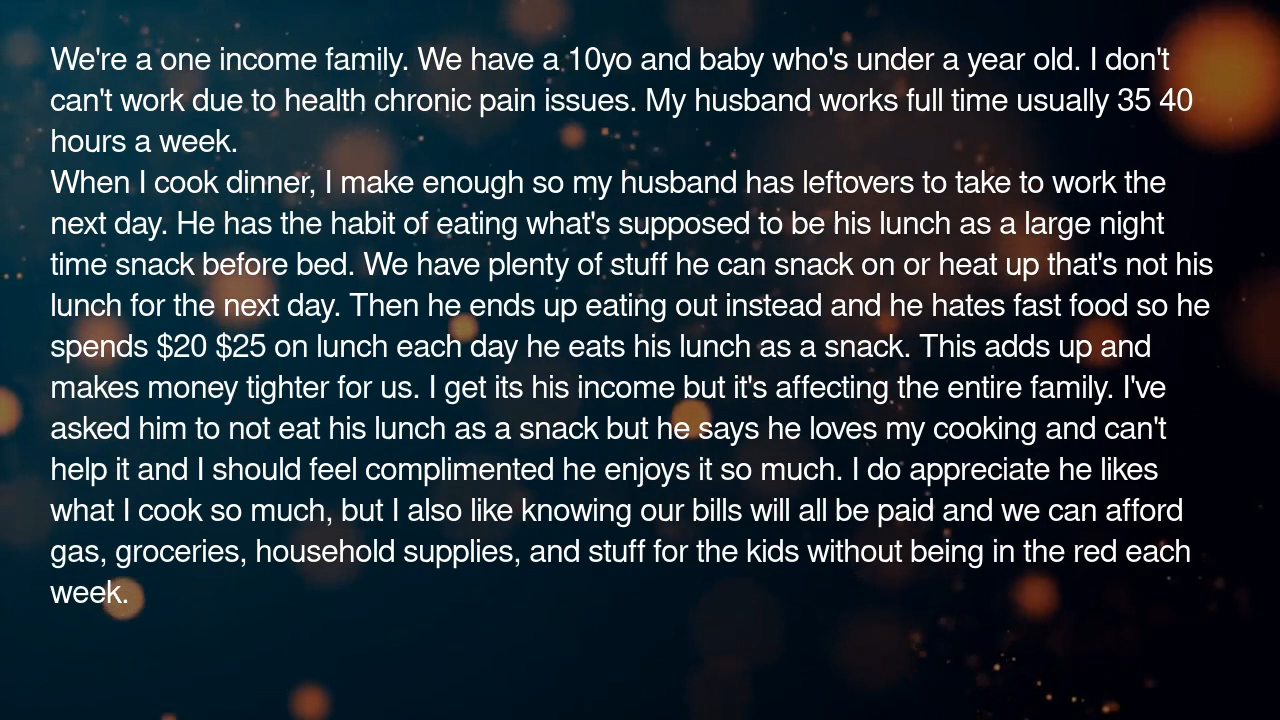 We're a one income family. We have a 10yo and baby who's under a year old. I don't
can't work due to health chronic pain issues. My husband works full time usually 35 40
hours a week.
When I cook dinner, I make enough so my husband has leftovers to take to work the
next day. He has the habit of eating what's supposed to be his lunch as a large night
time snack before bed. We have plenty of stuff he can snack on or heat up that's not his
lunch for the next day. Then he ends up eating out instead and he hates fast food so he
spends $20 $25 on lunch each day he eats his lunch as a snack. This adds up and
makes money tighter for us. I get its his income but it's affecting the entire family. I've
asked him to not eat his lunch as a snack but he says he loves my cooking and can't
help it and I should feel complimented he enjoys it so much. I do appreciate he likes
what I cook so much, but I also like knowing our bills will all be paid and we can afford
gas, groceries, household supplies, and stuff for the kids without being in the red each
week.